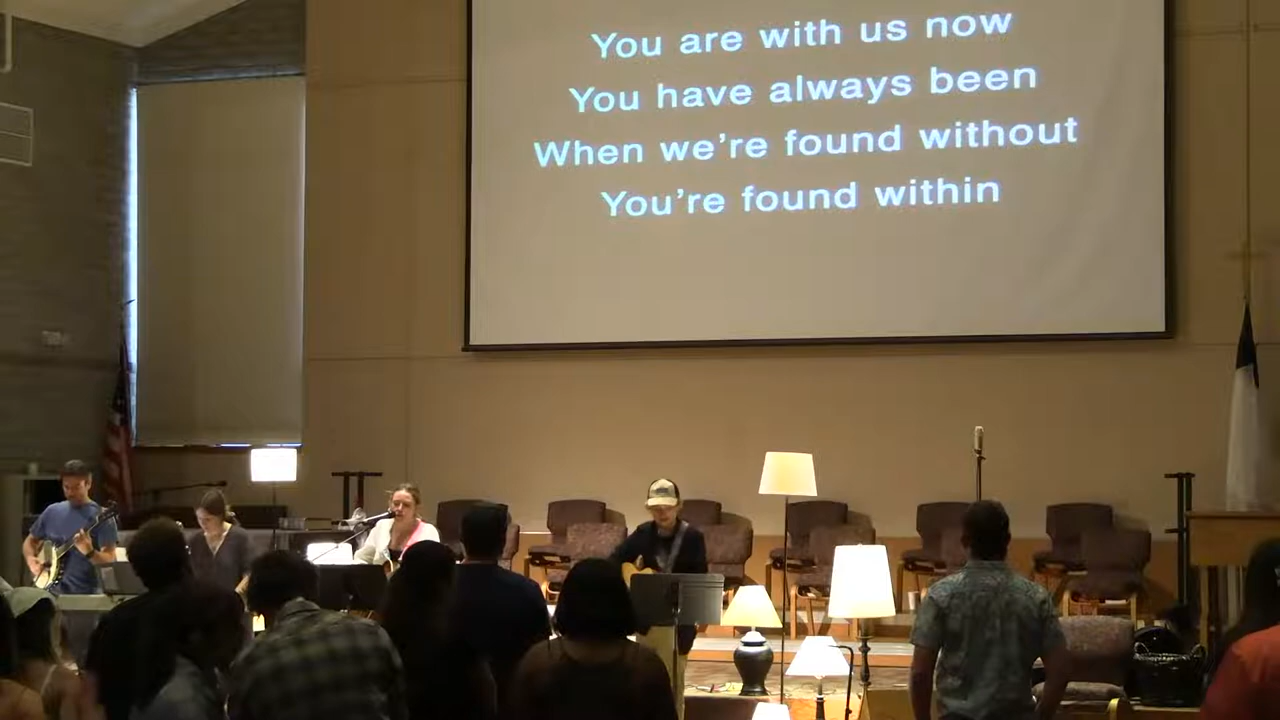 You are with us now
You have always been
When we're found without
You're found within